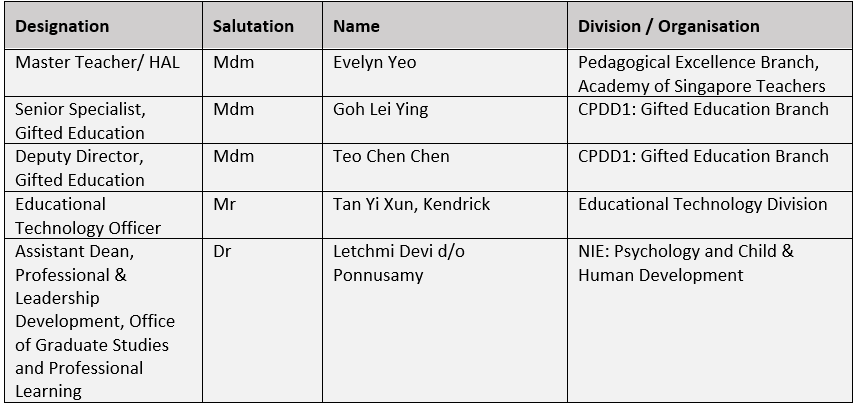 Designation Salutation Name Division / Organisation
Master Teacher/ HAL Mdm Evelyn Yeo Pedagogical Excellence Branch,
Academy of Singapore Teachers
Senior Specialist, Mdm Goh Lei Ying CPDD1: Gifted Education Branch
Gifted Education
Deputy Director, Mdm Teo Chen Chen CPDD1: Gifted Education Branch
Gifted Education
Educational Mr Tan Yi Xun, Kendrick Educational Technology Division
Technology Officer
Assistant Dean, Dr Letchmi Devi d/o NIE: Psychology and Child &
Professional & Ponnusamy Human Development
Leadership
Development, Office
of Graduate Studies
and Professional
Learning